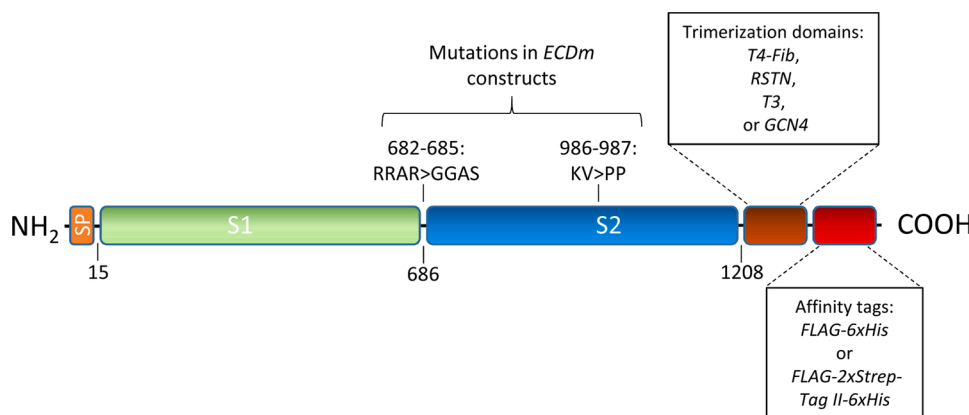 Trimerization domains:
T4-Fib,
RSTN,
T3,
or GCN4
Mutations in ECDm
constructs
682-685:
RRAR>GGAS
986-987:
KV>PP
NH2
SP
S1
S2
COOH
15
686
1208
Affinity tags:
FLAG-6xHis
or
FLAG-2xStrep-
Tag II-6xHis